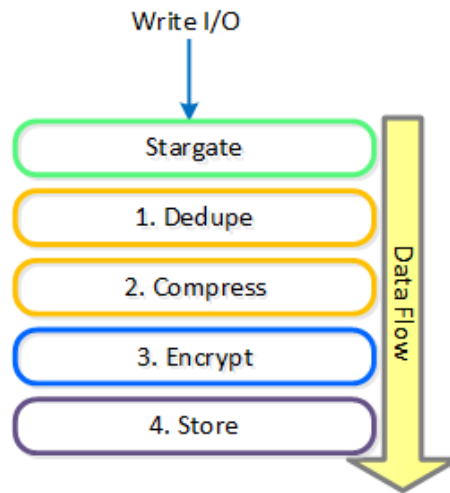 Write I/O
Stargate
1. Dedupe
2. Compress
3. Encrypt
4. Store
Data Flow